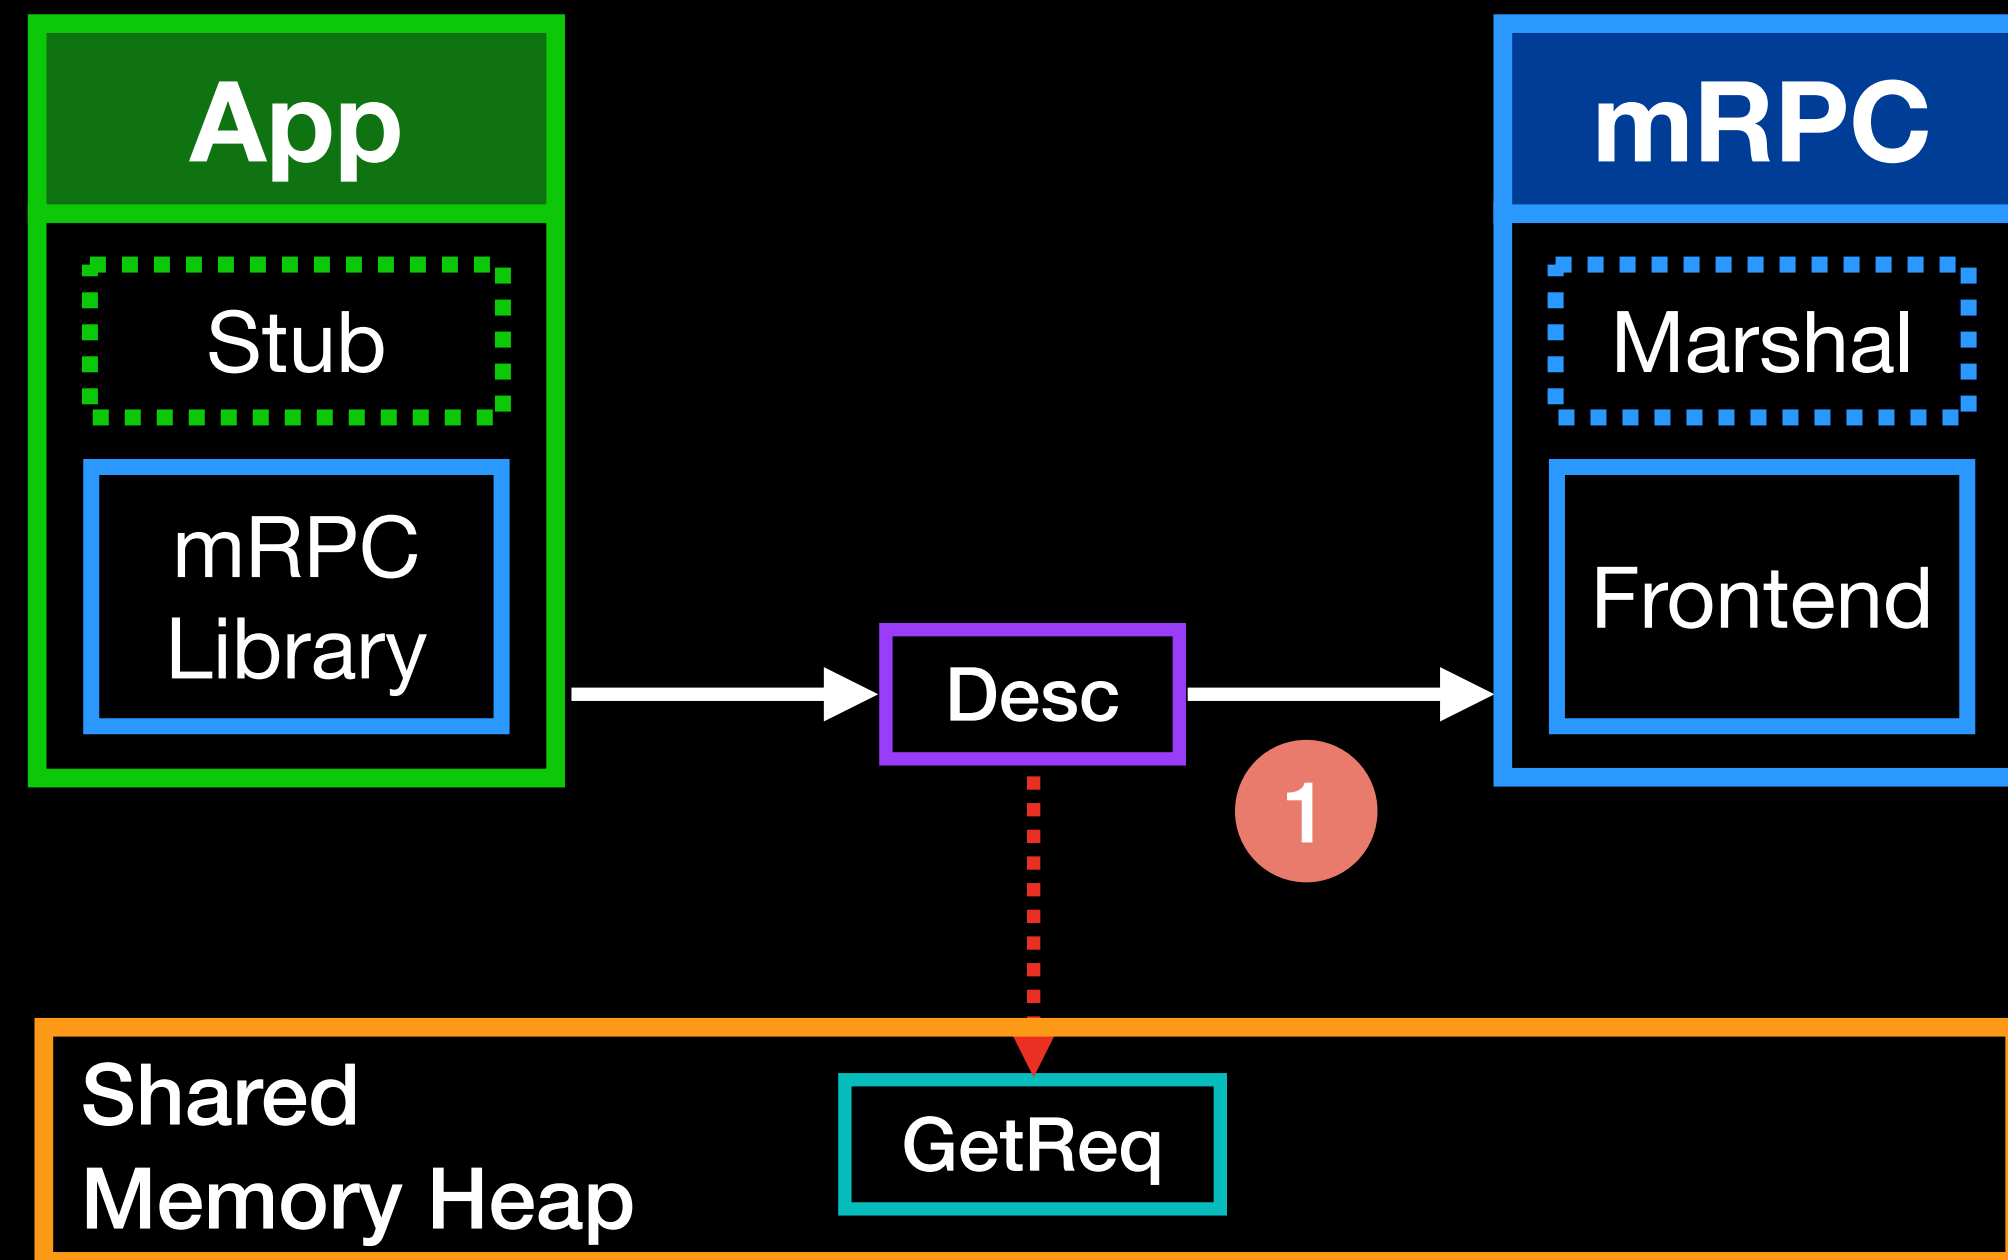 App
mRPC
Stub
Marshal
mRPC
Library
Frontend
Desc
1
Shared
Memory Heap
GetReq